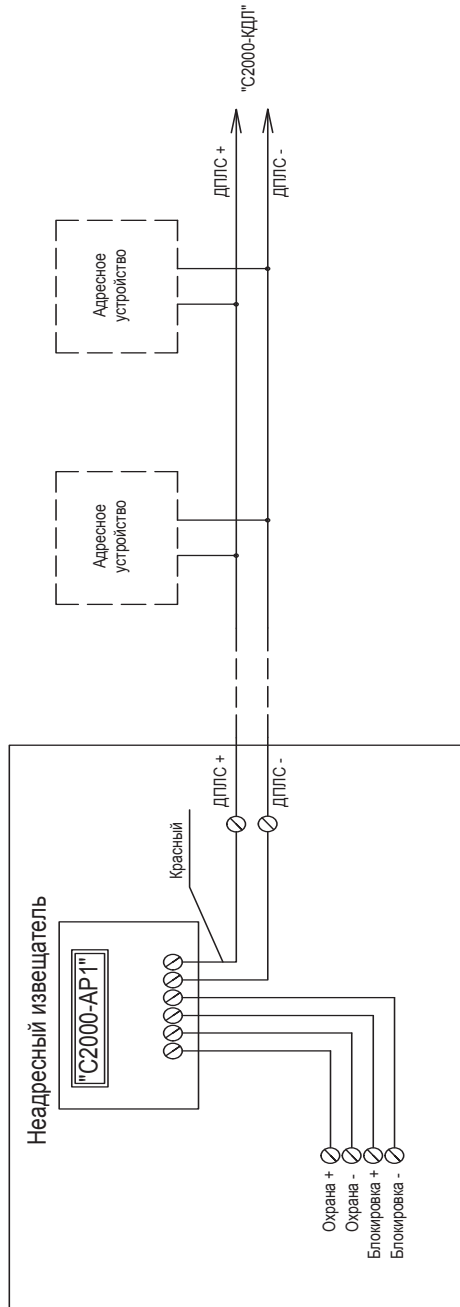 Неадресный извещатель
"С2000-АР1"
Красный
Охрана +
Охрана -
Блокировка +
Блокировка -
ДПЛС +
ДПЛС -
Адресное
устройство
Адресное
устройство
ДПЛС +
ДПЛС -
"С2000-КДЛ"